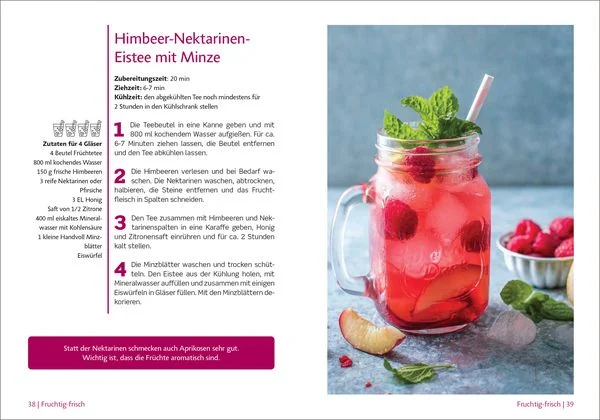 Himbeer-Nektarinen-
Eistee mit Minze
Zubereitungszeit: 20 min
Ziehzeit: 6-7 min
Kühlzeit: den abgekühlten Tee noch mindestens für
2 Stunden in den Kühlschrank stellen
Zutaten für 4 Gläser
4 Beutel Früchtetee
800 ml kochendes Wasser
150 g frische Himbeeren
3 reife Nektarinen oder
Pfirsiche
3 EL Honig
Saft von 1/2 Zitrone
400 ml eiskaltes Mineral-
wasser mit Kohlensäure
1 kleine Handvoll Minz-
blätter
Eiswürfel
1 Die Teebeutel in eine Kanne geben und mit
800 ml kochendem Wasser aufgießen. Für ca.
6-7 Minuten ziehen lassen, die Beutel entfernen
und den Tee abkühlen lassen.
2 Die Himbeeren verlesen und bei Bedarf wa-
schen. Die Nektarinen waschen, abtrocknen,
halbieren, die Steine entfernen und das Frucht-
fleisch in Spalten schneiden.
3 Den Tee zusammen mit Himbeeren und Nek-
tarinenspalten in eine Karaffe geben, Honig
und Zitronensaft einrühren und für ca. 2 Stunden
kalt stellen.
4 Die Minzblätter waschen und trocken schüt-
teln. Den Eistee aus der Kühlung holen, mit
Mineralwasser auffüllen und zusammen mit einigen
Eiswürfeln in Gläser füllen. Mit den Minzblättern de-
korieren.
Statt der Nektarinen schmecken auch Aprikosen sehr gut.
Wichtig ist, dass die Früchte aromatisch sind.
38 | Fruchtig-frisch
Fruchtig-frisch | 39